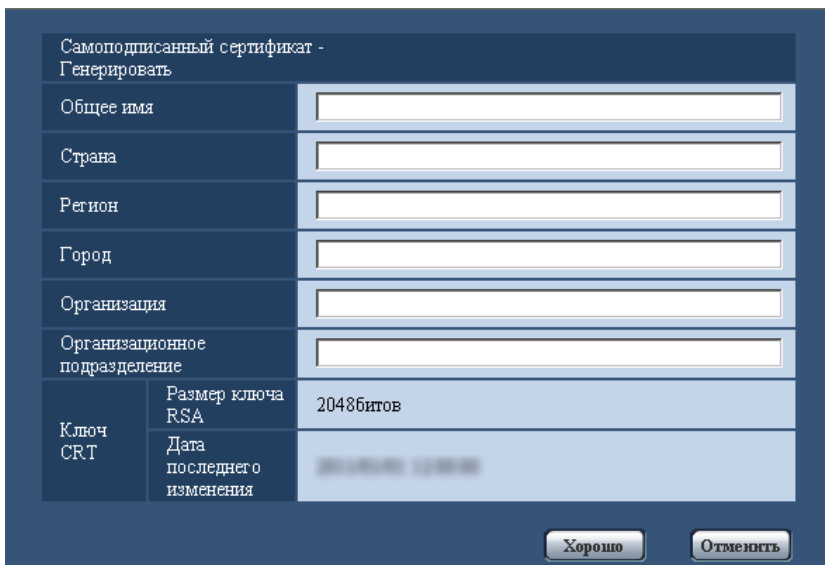 Самоподписанный сертификат -
Генерировать
Общее имя
Страна
Регион
Город
Организация
Организационное
подразделение
Ключ
CRT
Размер ключа
RSA
2048битов
Дата
последнего
изменения
Хорошо
Отменить